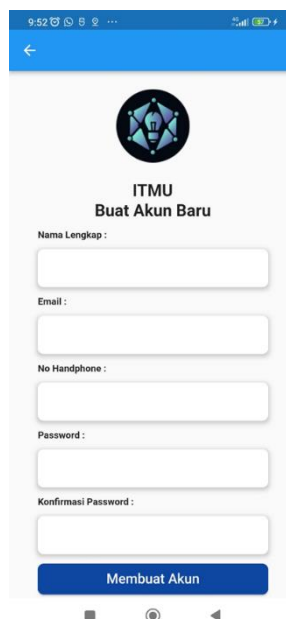 9:52
ITMU
Buat Akun Baru
Nama Lengkap :
Email :
No Handphone :
Password :
Konfirmasi Password :
Membuat Akun